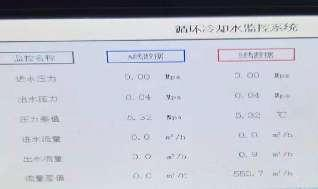 循环冷却水监控系统
监控名称 A线数据 B线数据
进水压力 0.00 Mpa 0.00 Mpa
出水压力 0.04 Mpa 0.04 Mpa
压力差值 5.32 Mpa 5.32 ℃
进水流量 0.0 m³/h 0.0 m³/h
出水流量 0.0 m³/h 0.9 m³/h
流量差值 0.0 m³/h 550.7 m³/h